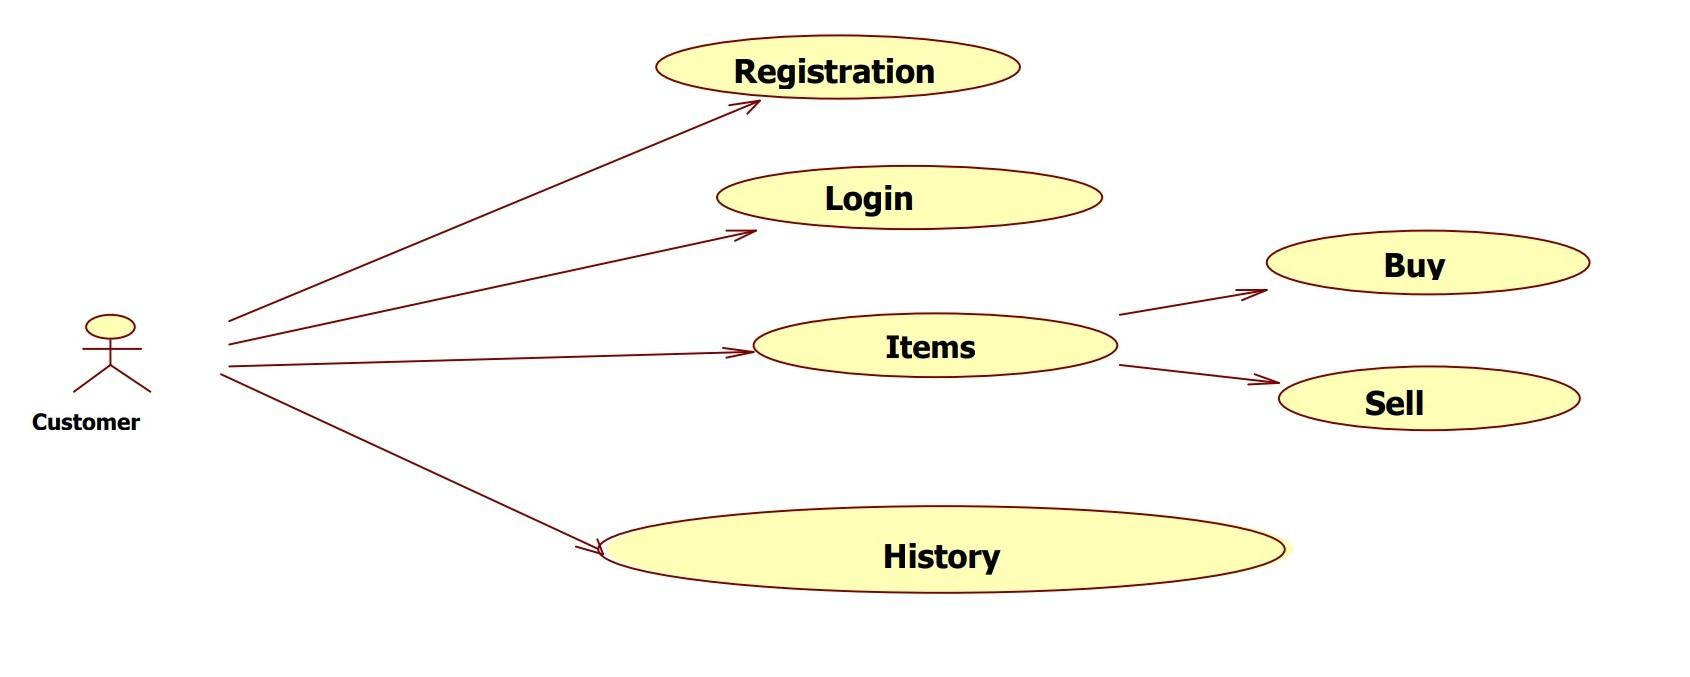 Registration
Login
Buy
Items
Sell
Customer
History